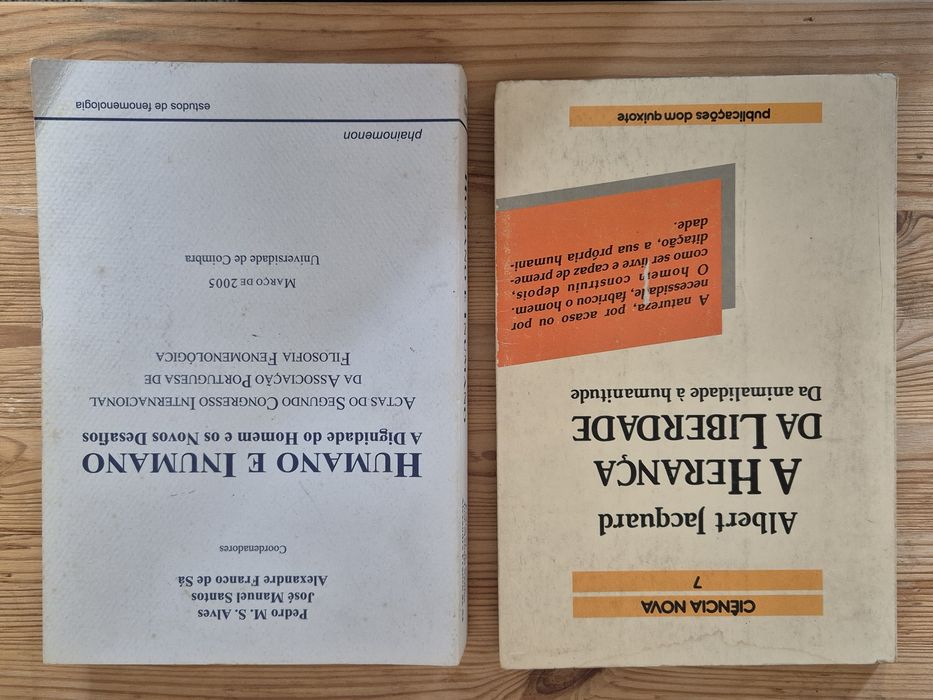 CIÊNCIA NOVA
7
Albert Jacquard
A HERANÇA
DA LIBERDADE
Da animalidade à humanitude
A natureza, por acaso ou por
necessidade, fabricou o homem.
O homem construiu depois,
como ser livre e capaz de preme-
ditação, a sua própria humani-
dade.
publicações dom quixote
Pedro M. S. Alves
José Manuel Santos
Alexandre Franco de Sá
Coordenadores
HUMANO E INUMANO
A Dignidade do Homem e os Novos Desafios
ACTAS DO SEGUNDO CONGRESSO INTERNACIONAL
DA ASSOCIAÇÃO PORTUGUESA DE
FILOSOFIA FENOMENOLÓGICA
MARÇO DE 2005
Universidade de Coimbra
phainomenon
estudos de fenomenologia